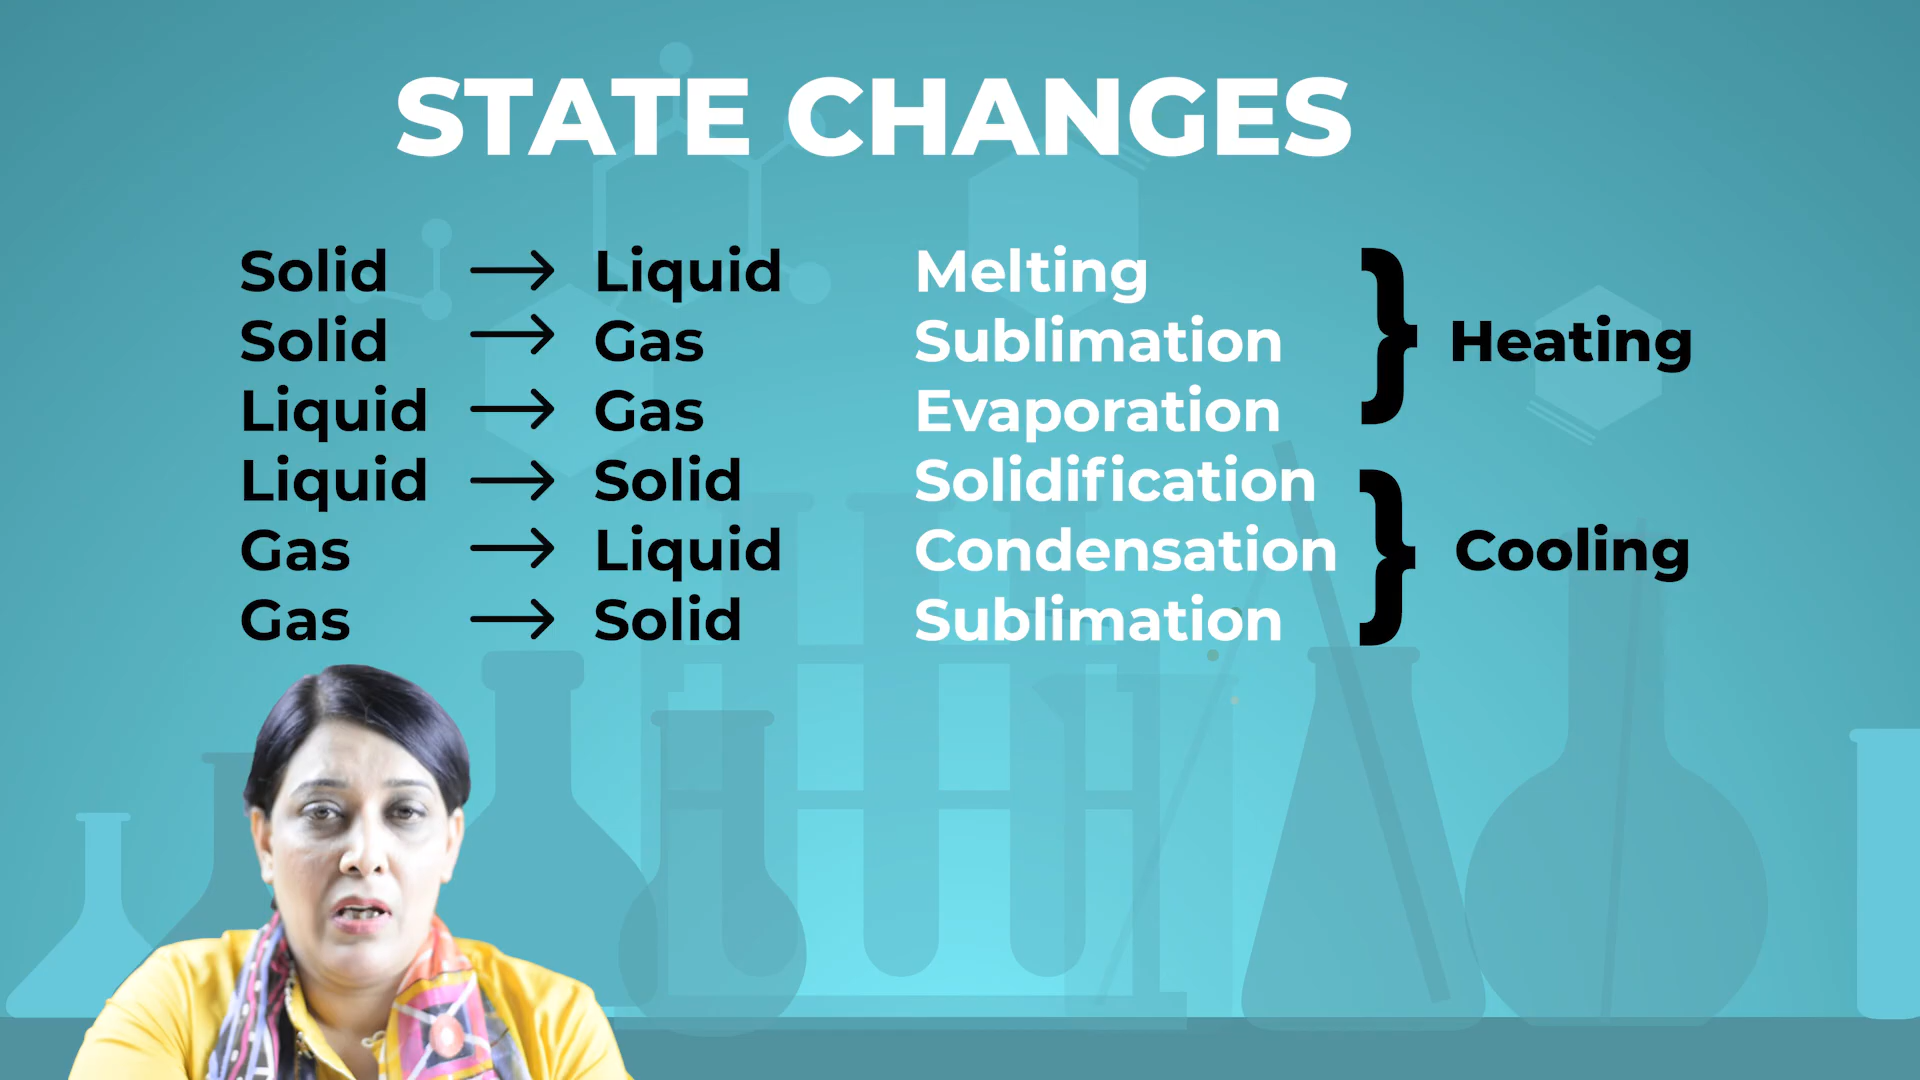 STATE CHANGES
Solid → Liquid Melting
Solid → Gas Sublimation } Heating
Liquid → Gas Evaporation
Liquid → Solid Solidification
Gas → Liquid Condensation } Cooling
Gas → Solid Sublimation